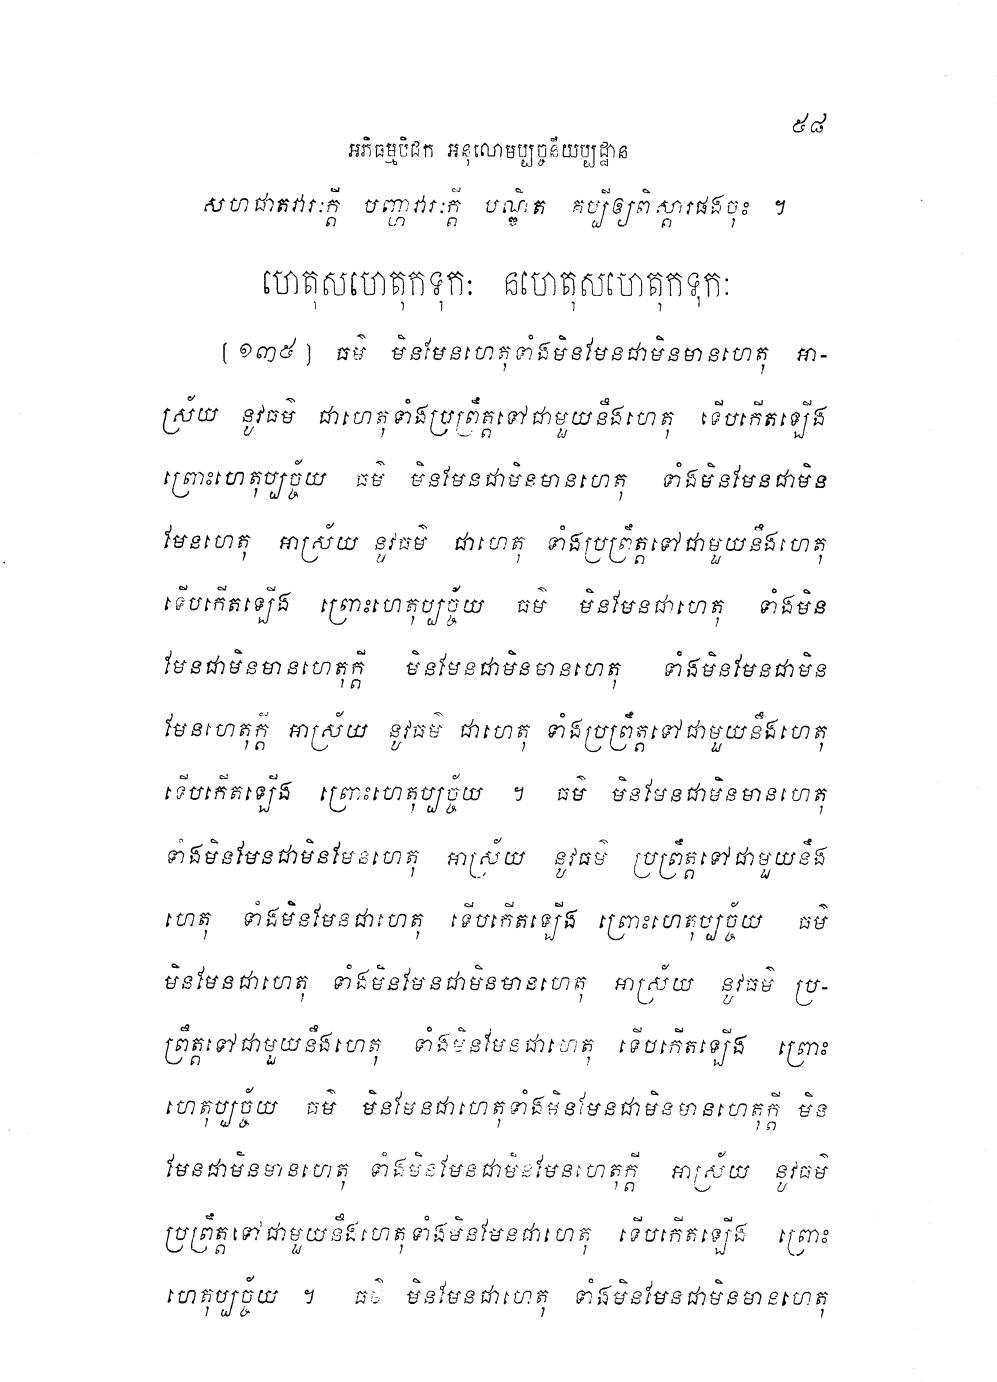 ៥៨
អភិធម្មបិដក អនុលោមប្បច្ចនីយប្បដ្ឋាន
សហជាតវារៈក្តី បញ្ហាវារៈក្តី បណ្ឌិត គប្បីឲ្យពិស្តារផងចុះ ។
ហេតុសហេតុកទុកៈ នហេតុសហេតុកទុកៈ
[១៣៥] ធម៌ មិនមែនហេតុទាំងមិនមែនជាមិនមានហេតុ អា-
ស្រ័យ នូវធម៌ ជាហេតុទាំងប្រព្រឹត្តទៅជាមួយនឹងហេតុ ទើបកើតឡើង
ព្រោះហេតុប្បច្ច័យ ធម៌ មិនមែនជាមិនមានហេតុ ទាំងមិនមែនជាមិន
មែនហេតុ អាស្រ័យ នូវធម៌ ជាហេតុ ទាំងប្រព្រឹត្តទៅជាមួយនឹងហេតុ
ទើបកើតឡើង ព្រោះហេតុប្បច្ច័យ ធម៌ មិនមែនជាហេតុ ទាំងមិន
មែនជាមិនមានហេតុក្តី មិនមែនជាមិនមានហេតុ ទាំងមិនមែនជាមិន
មែនហេតុក្តី អាស្រ័យ នូវធម៌ ជាហេតុ ទាំងប្រព្រឹត្តទៅជាមួយនឹងហេតុ
ទើបកើតឡើង ព្រោះហេតុប្បច្ច័យ ។ ធម៌ មិនមែនជាមិនមានហេតុ
ទាំងមិនមែនជាមិនមែនហេតុ អាស្រ័យ នូវធម៌ ប្រព្រឹត្តទៅជាមួយនឹង
ហេតុ ទាំងមិនមែនជាហេតុ ទើបកើតឡើង ព្រោះហេតុប្បច្ច័យ ធម៌
មិនមែនជាហេតុ ទាំងមិនមែនជាមិនមានហេតុ អាស្រ័យ នូវធម៌ ប្រ-
ព្រឹត្តទៅជាមួយនឹងហេតុ ទាំងមិនមែនជាហេតុ ទើបកើតឡើង ព្រោះ
ហេតុប្បច្ច័យ ធម៌ មិនមែនជាហេតុទាំងមិនមែនជាមិនមានហេតុក្តី មិន
មែនជាមិនមានហេតុ ទាំងមិនមែនជាមិនមែនហេតុក្តី អាស្រ័យ នូវធម៌
ប្រព្រឹត្តទៅជាមួយនឹងហេតុទាំងមិនមែនជាហេតុ ទើបកើតឡើង ព្រោះ
ហេតុប្បច្ច័យ ។ ធម៌ មិនមែនជាហេតុ ទាំងមិនមែនជាមិនមានហេតុ